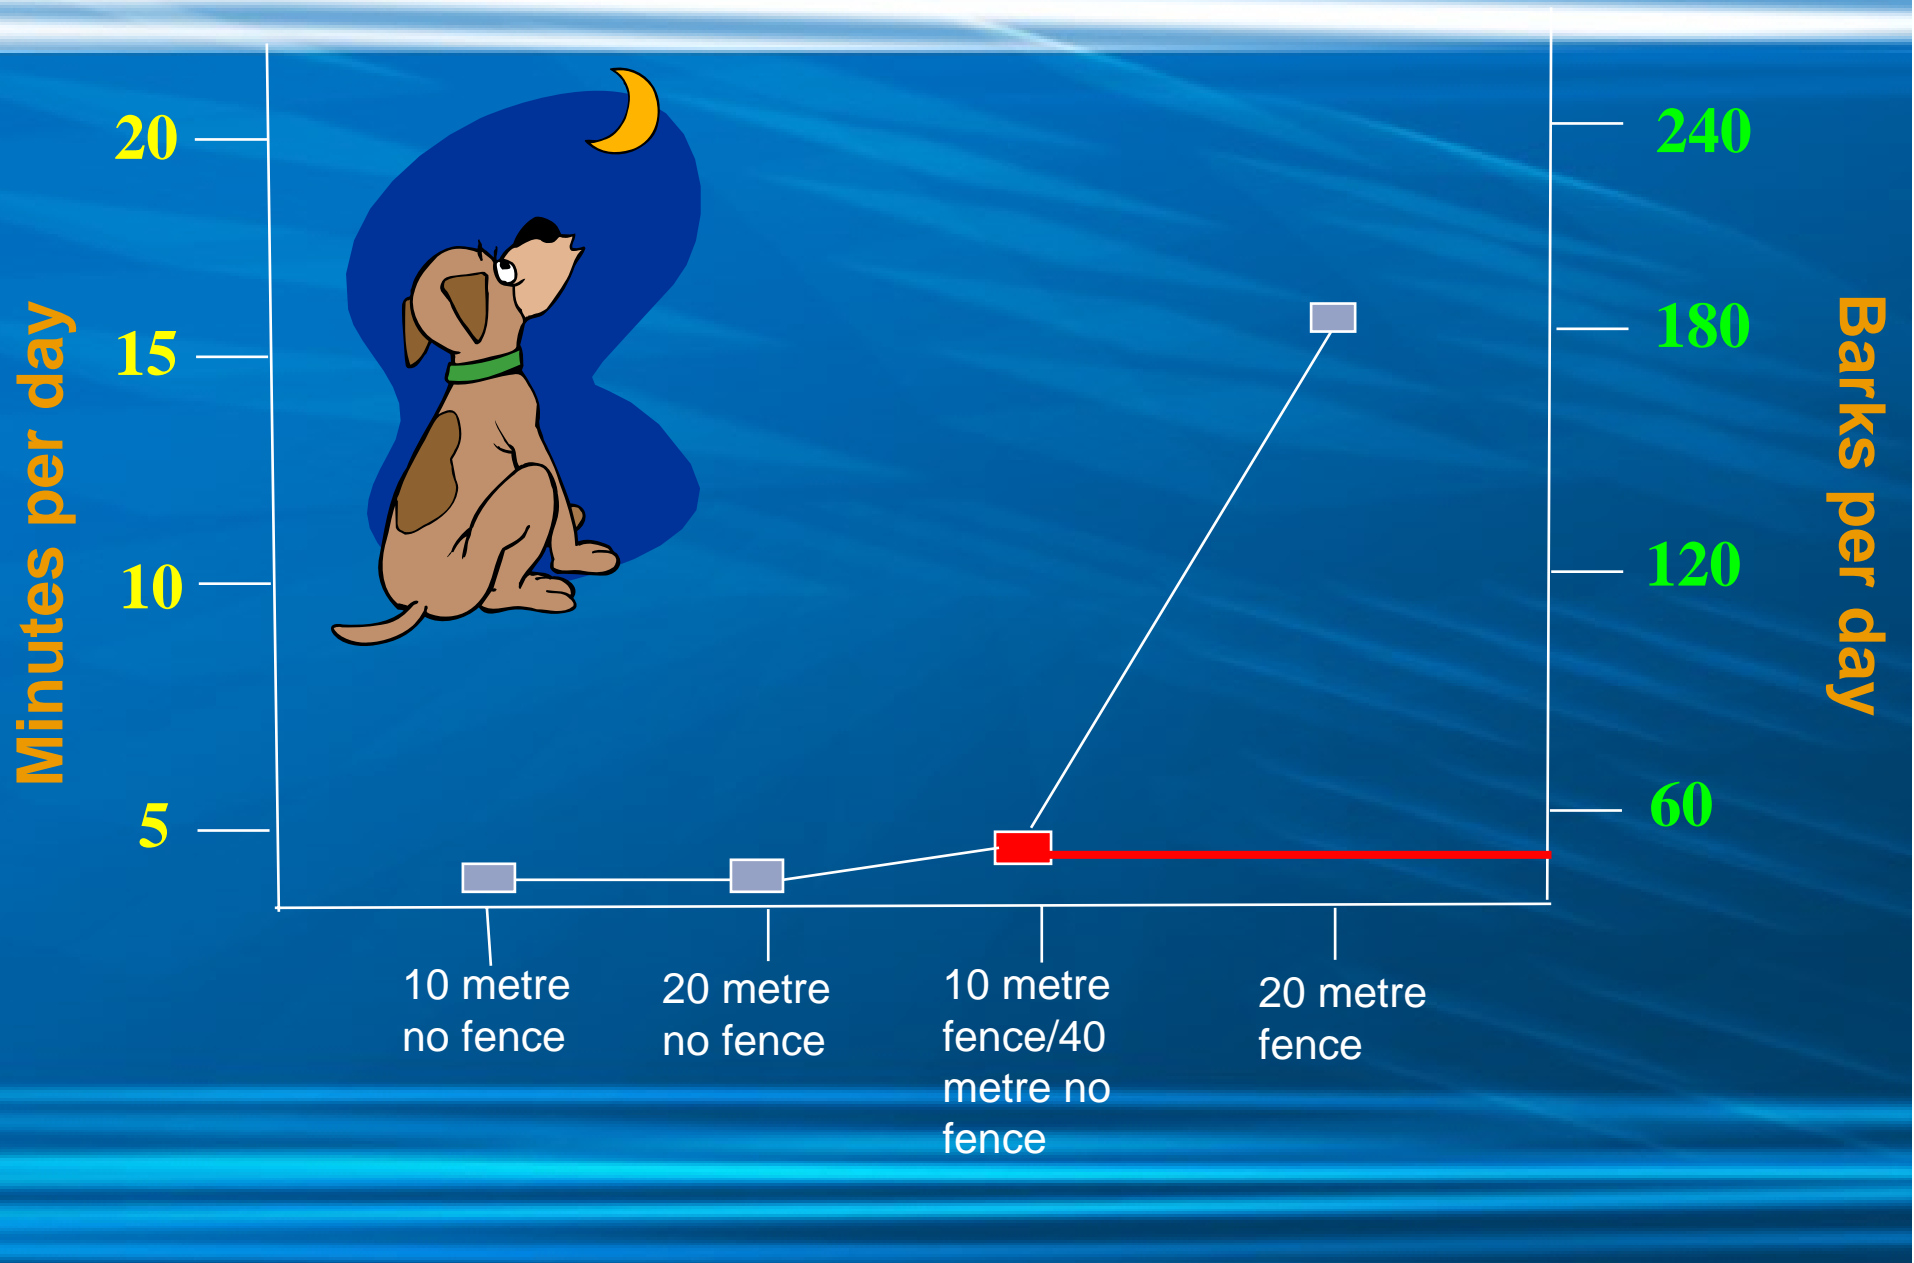 Minutes per day
20
15
10
5
240
180
120
60
Barks per day
10 metre
no fence
20 metre
no fence
10 metre
fence/40
metre no
fence
20 metre
fence